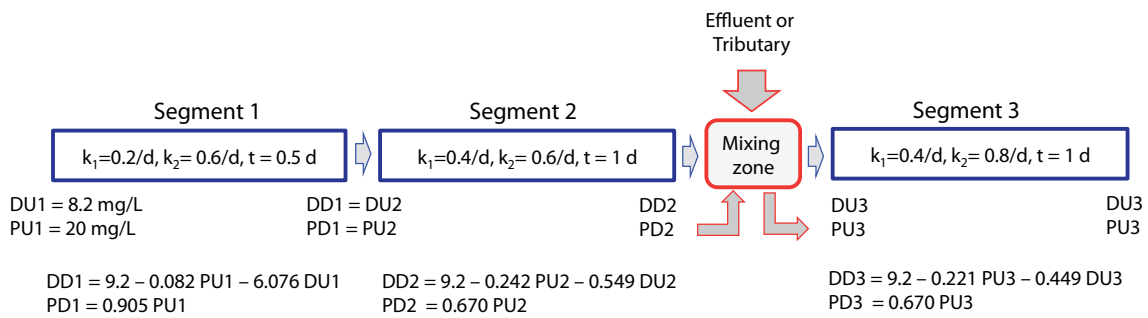 Effluent or
Tributary
Segment 1
Segment 2
Segment 3
k₁=0.2/d, k₂= 0.6/d, t = 0.5 d
k₁=0.4/d, k₂= 0.6/d, t = 1 d
Mixing
zone
k₁=0.4/d, k₂= 0.8/d, t = 1 d
DU1 = 8.2 mg/L
PU1 = 20 mg/L
DD1 = DU2
PD1 = PU2
DD2
PD2
DU3
PU3
DU3
PU3
DD1 = 9.2 – 0.082 PU1 – 6.076 DU1
PD1 = 0.905 PU1
DD2 = 9.2 – 0.242 PU2 – 0.549 DU2
PD2 = 0.670 PU2
DD3 = 9.2 – 0.221 PU3 – 0.449 DU3
PD3 = 0.670 PU3